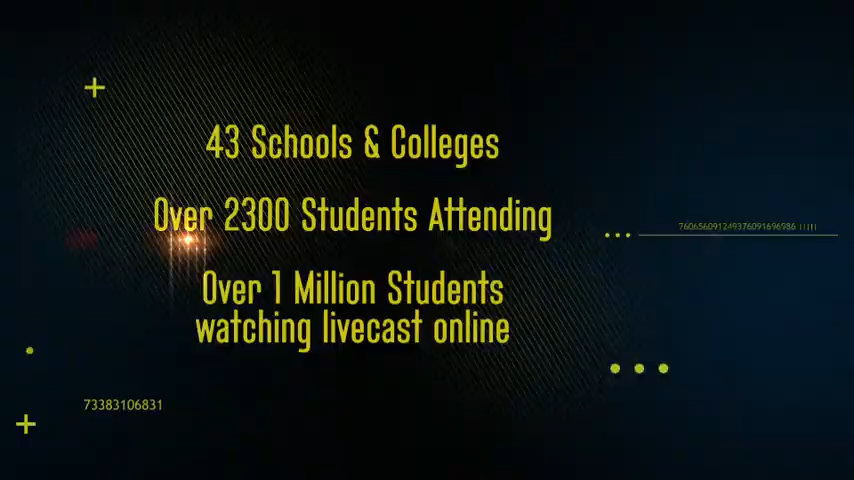 43 Schools & Colleges
Over 2300 Students Attending
Over 1 Million Students
watching livecast online
73383106831